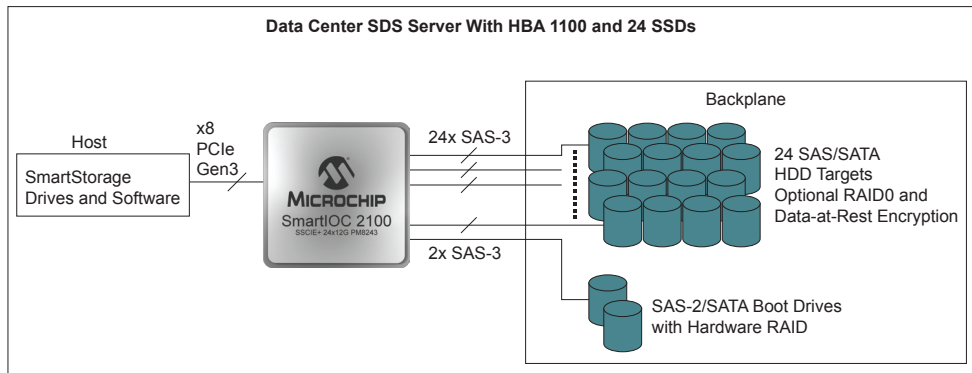 Data Center SDS Server With HBA 1100 and 24 SSDs
Host
SmartStorage
Drives and Software
x8
PCIe
Gen3
MICROCHIP
SmartIOC 2100
SSCIE+ 24x12G PM8243
24x SAS-3
2x SAS-3
Backplane
24 SAS/SATA
HDD Targets
Optional RAID0 and
Data-at-Rest Encryption
SAS-2/SATA Boot Drives
with Hardware RAID